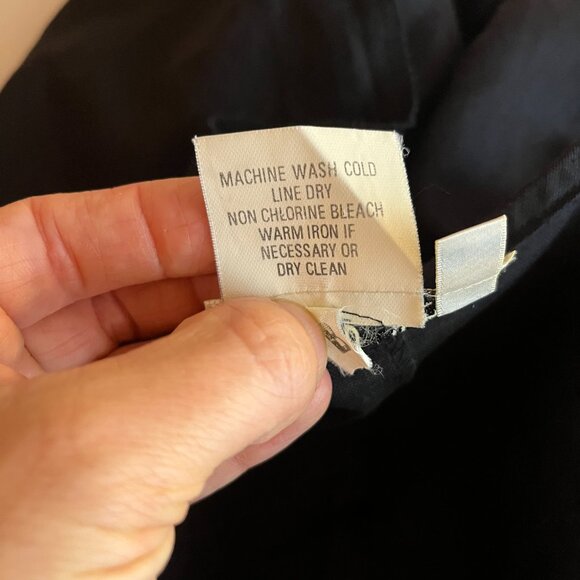 MACHINE WASH COLD
LINE DRY
NON CHLORINE BLEACH
WARM IRON IF
NECESSARY OR
DRY CLEAN